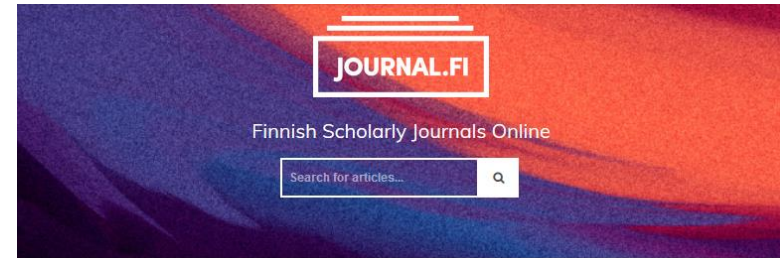 JOURNAL.FI
Finnish Scholarly Journals Online
Search for articles...